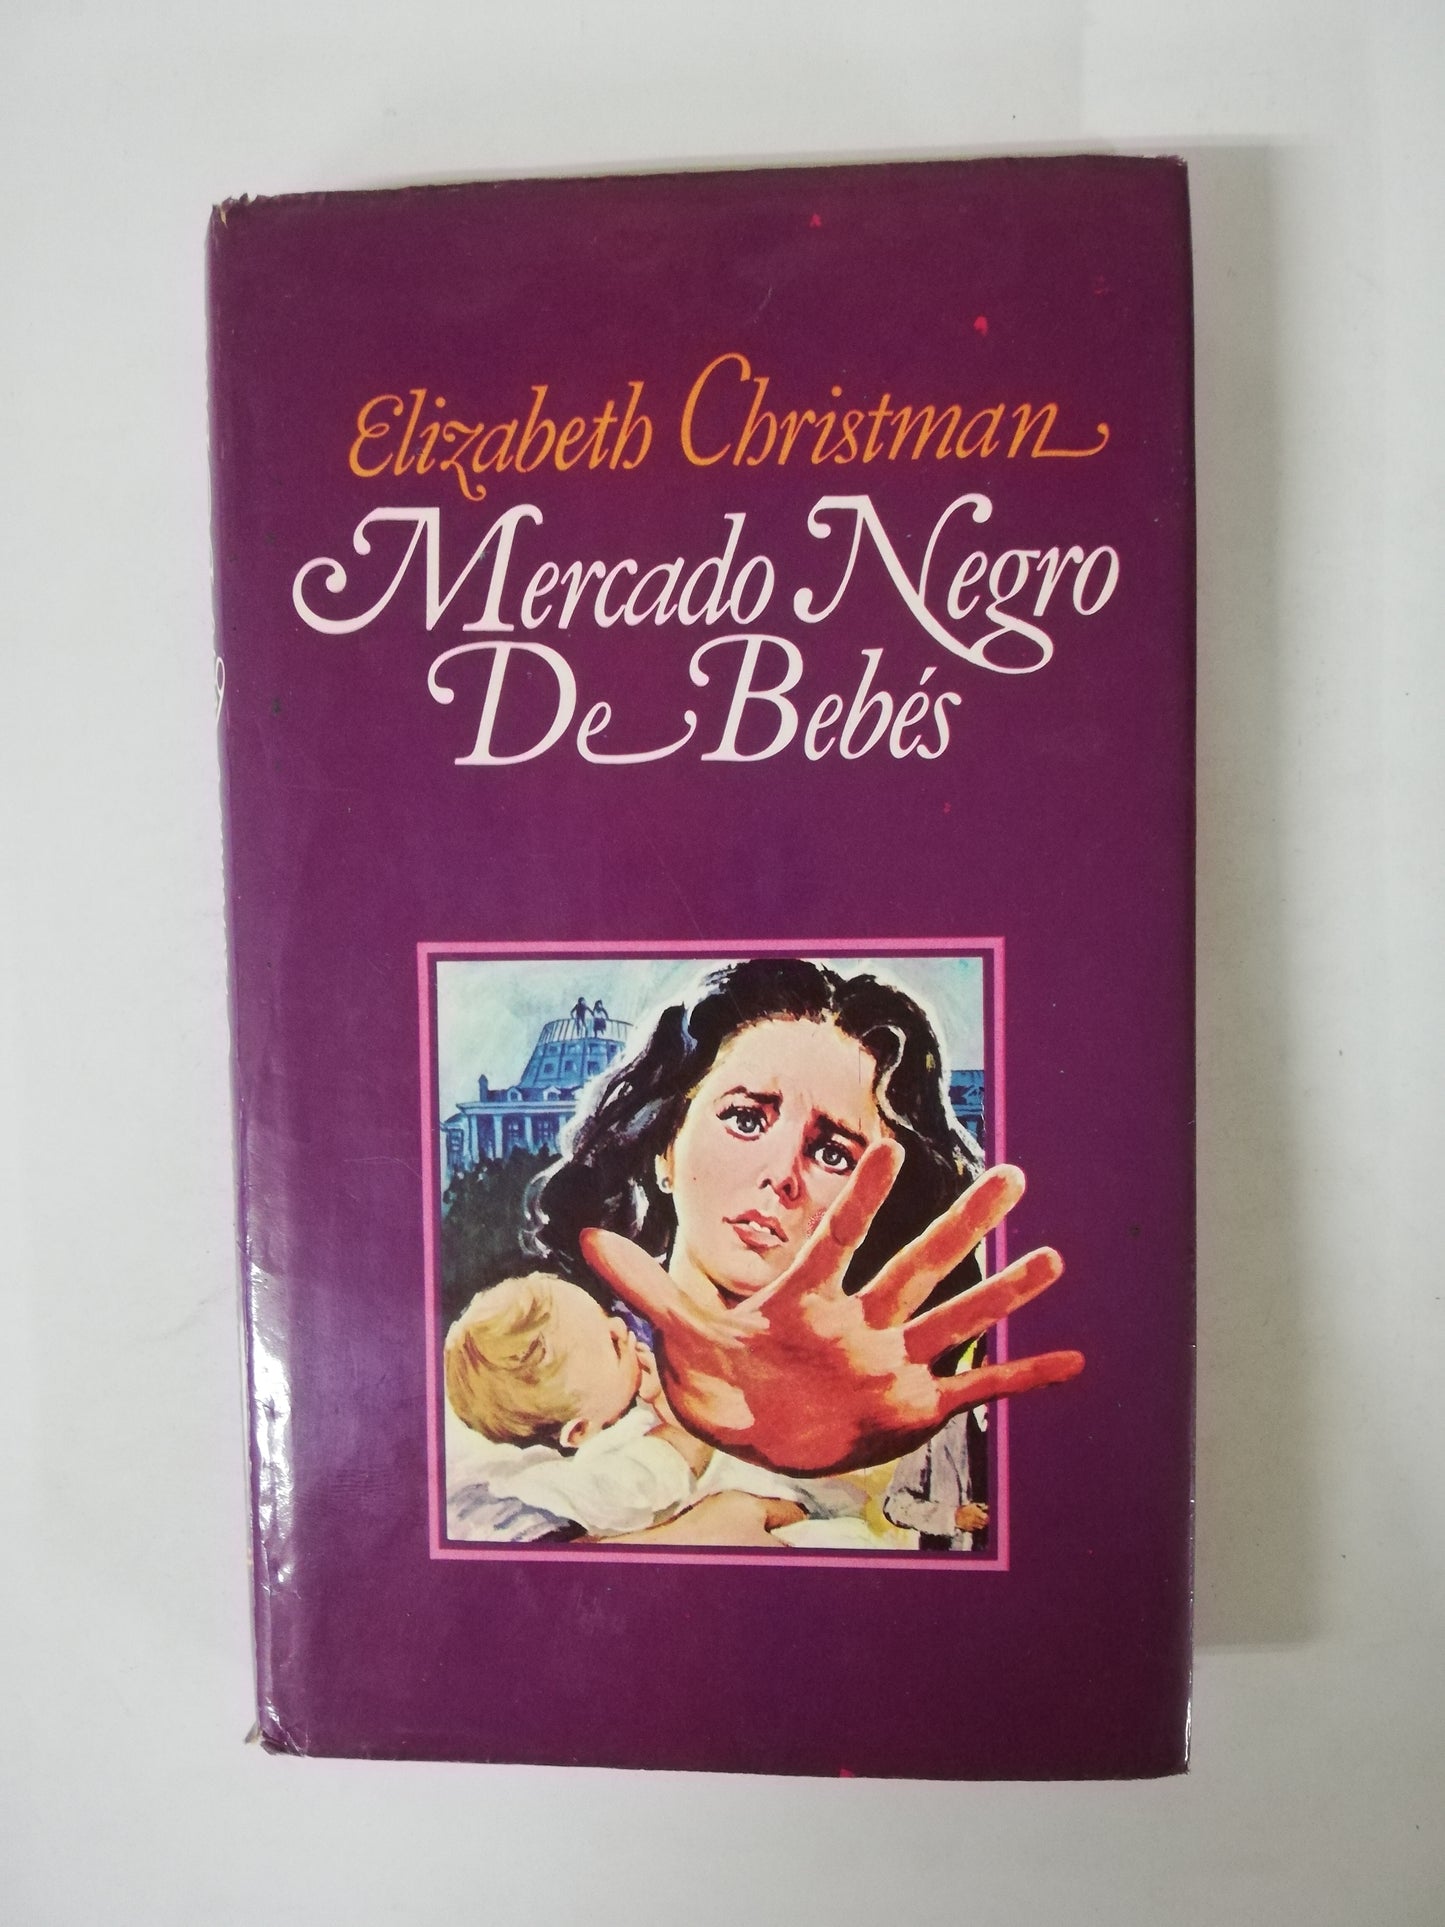 Elizabeth Christman
Mercado Negro
De Bebés